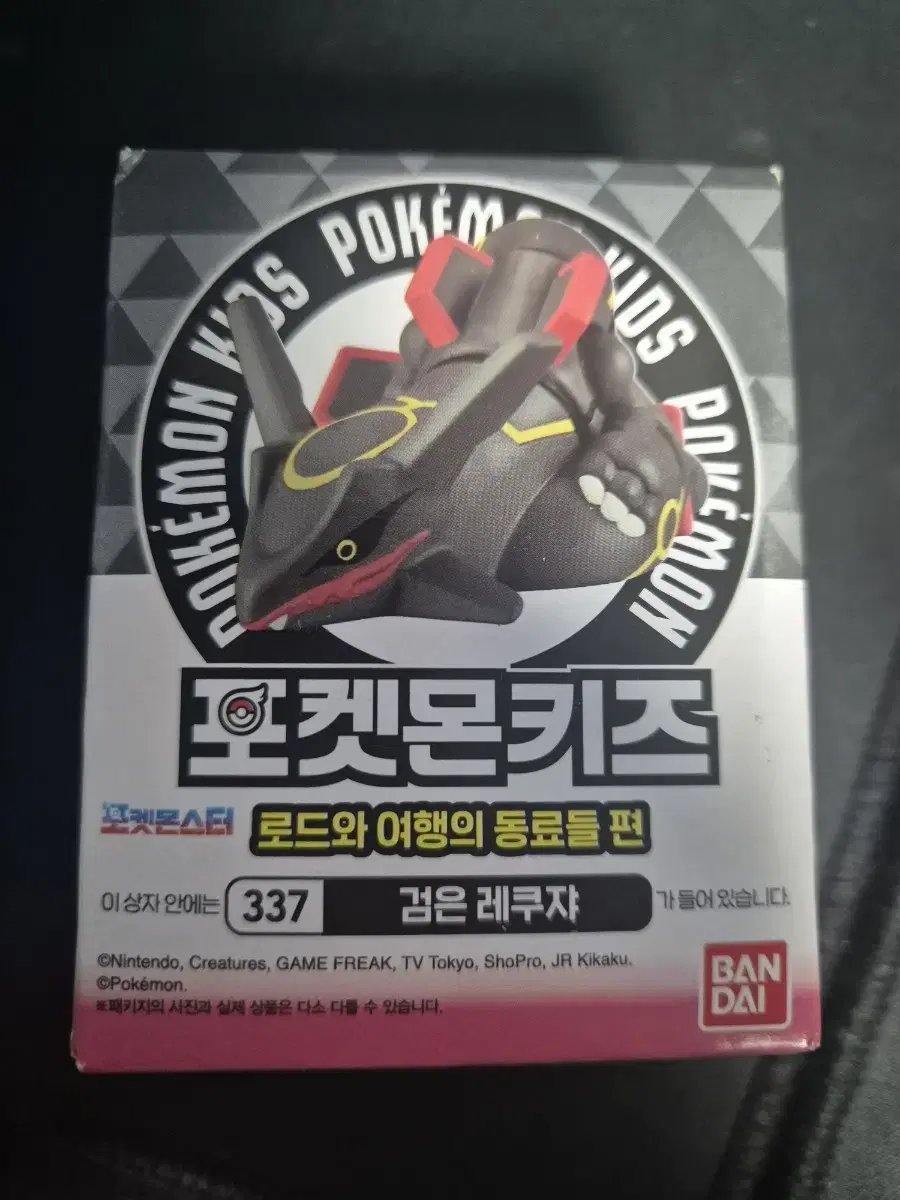 POKÉMON KIDS POKÉMON KIDS POKÉMON
포켓몬키즈
포켓몬스터 로드와 여행의 동료들 편
이 상자 안에는 337 검은 레쿠쟈 가 들어 있습니다.
©Nintendo, Creatures, GAME FREAK, TV Tokyo, ShoPro, JR Kikaku.
©Pokémon.
※패키지의 사진과 실제 상품은 다소 다를 수 있습니다.
BAN
DAI